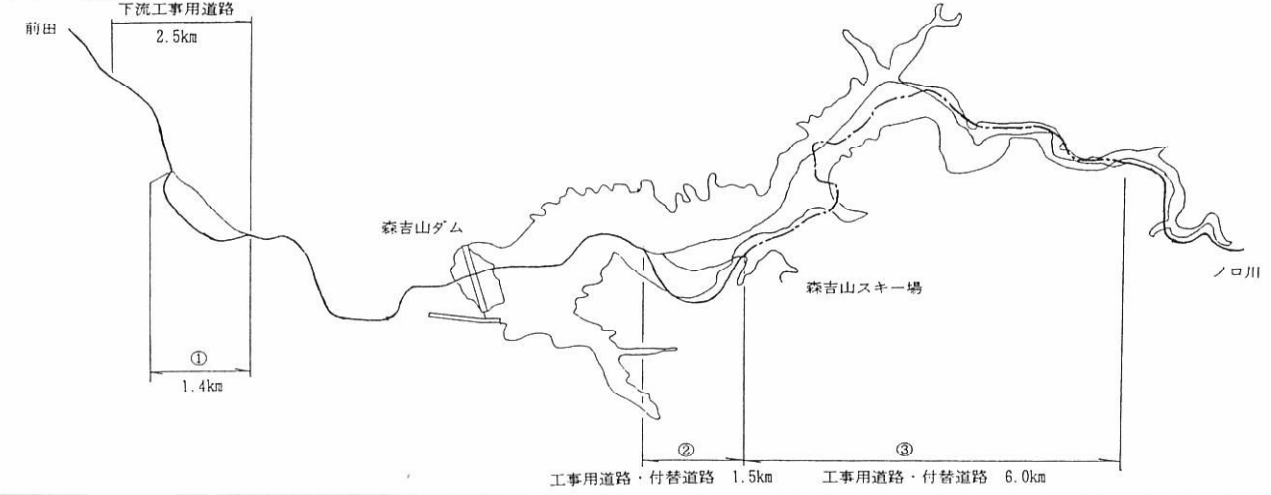 下流工事用道路
前田
2.5km
森吉山ダム
森吉山スキー場
ノロ川
①
1.4km
②
③
工事用道路・付替道路 1.5km
工事用道路・付替道路 6.0km